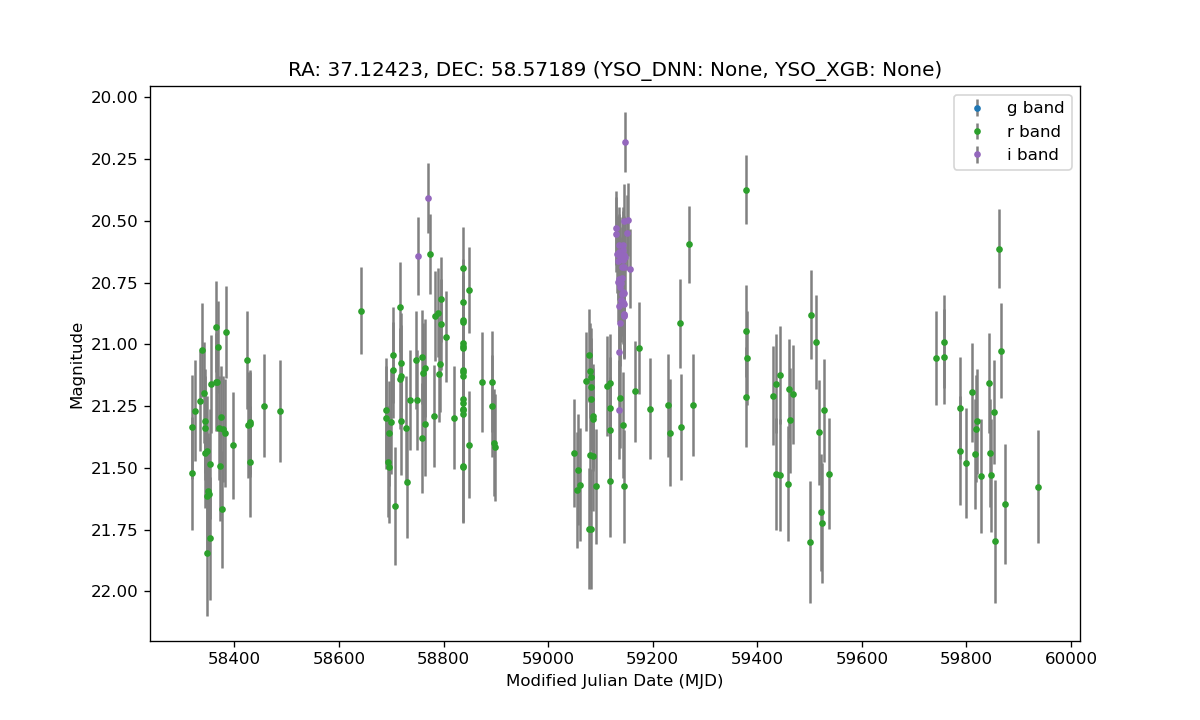 RA: 37.12423, DEC: 58.57189 (YSO_DNN: None, YSO_XGB: None)
g band
r band
i band
20.00
20.25
20.50
20.75
21.00
21.25
21.50
21.75
22.00
Magnitude
58400 58600 58800 59000 59200 59400 59600 59800 60000
Modified Julian Date (MJD)